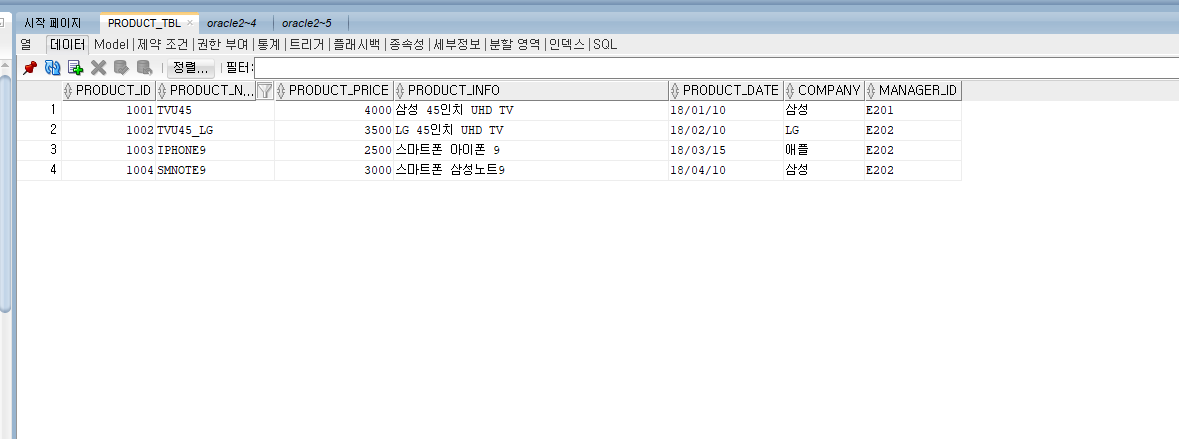 시작 페이지 PRODUCT_TBL oracle2~4 oracle2~5
열 데이터 Model 제약 조건 권한 부여 통계 트리거 플래시백 종속성 세부정보 분할 영역 인덱스 SQL
정렬... 필터:
PRODUCT_ID PRODUCT_N... PRODUCT_PRICE PRODUCT_INFO PRODUCT_DATE COMPANY MANAGER_ID
1 1001 TVU45 4000 삼성 45인치 UHD TV 18/01/10 삼성 E201
2 1002 TVU45_LG 3500 LG 45인치 UHD TV 18/02/10 LG E202
3 1003 IPHONE9 2500 스마트폰 아이폰 9 18/03/15 애플 E202
4 1004 SMNOTE9 3000 스마트폰 삼성노트9 18/04/10 삼성 E202